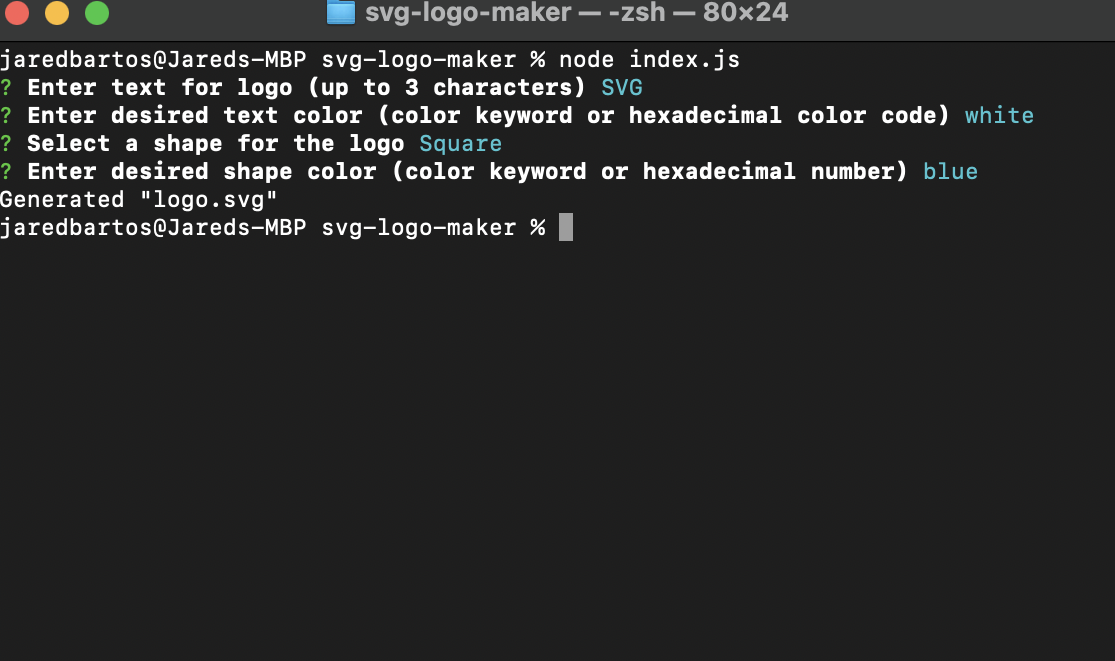 svg-logo-maker — -zsh — 80×24
jaredbartos@Jareds-MBP svg-logo-maker % node index.js
? Enter text for logo (up to 3 characters) SVG
? Enter desired text color (color keyword or hexadecimal color code) white
? Select a shape for the logo Square
? Enter desired shape color (color keyword or hexadecimal number) blue
Generated "logo.svg"
jaredbartos@Jareds-MBP svg-logo-maker %